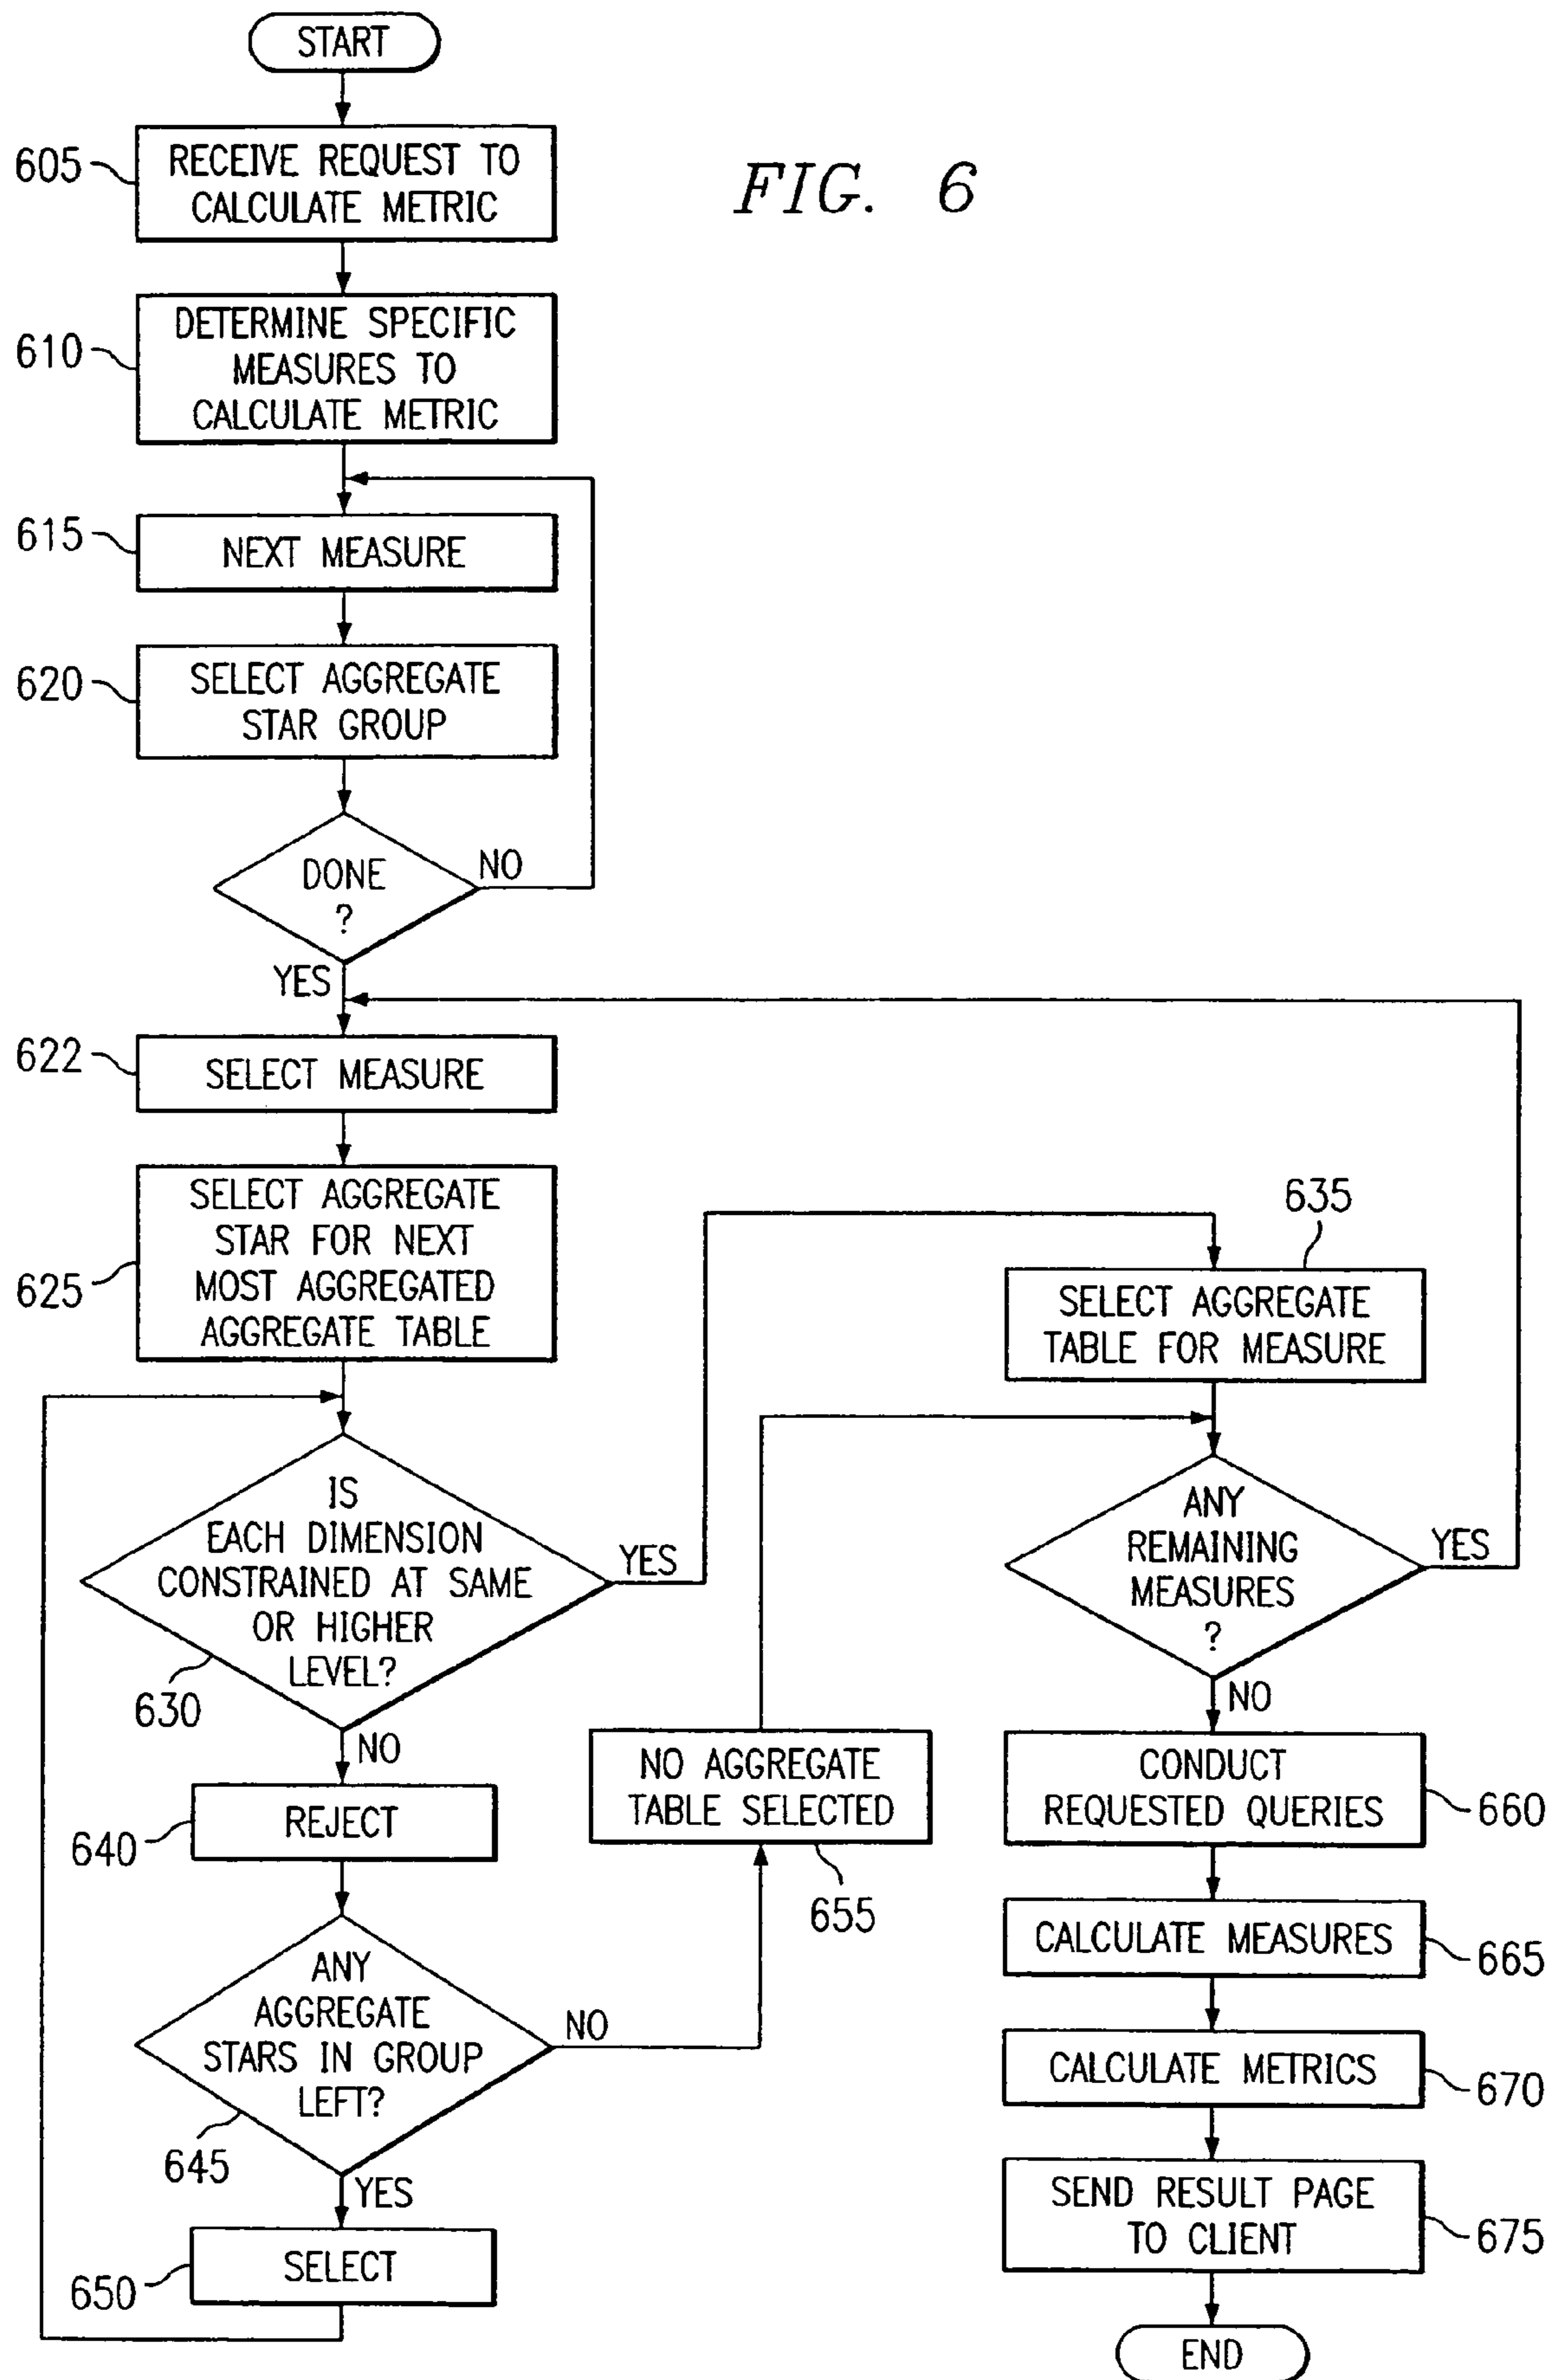 START
FIG. 6
605
RECEIVE REQUEST TO
CALCULATE METRIC
610
DETERMINE SPECIFIC
MEASURES TO
CALCULATE METRIC
615
NEXT MEASURE
620
SELECT AGGREGATE
STAR GROUP
DONE
?
NO
YES
622
SELECT MEASURE
625
SELECT AGGREGATE
STAR FOR NEXT
MOST AGGREGATED
AGGREGATE TABLE
IS
EACH DIMENSION
CONSTRAINED AT SAME
OR HIGHER
LEVEL?
630
YES
NO
640
REJECT
ANY
AGGREGATE
STARS IN GROUP
LEFT?
645
NO
YES
650
SELECT
NO AGGREGATE
TABLE SELECTED
655
635
SELECT AGGREGATE
TABLE FOR MEASURE
ANY
REMAINING
MEASURES
?
YES
NO
CONDUCT
REQUESTED QUERIES
660
CALCULATE MEASURES
665
CALCULATE METRICS
670
SEND RESULT PAGE
TO CLIENT
675
END